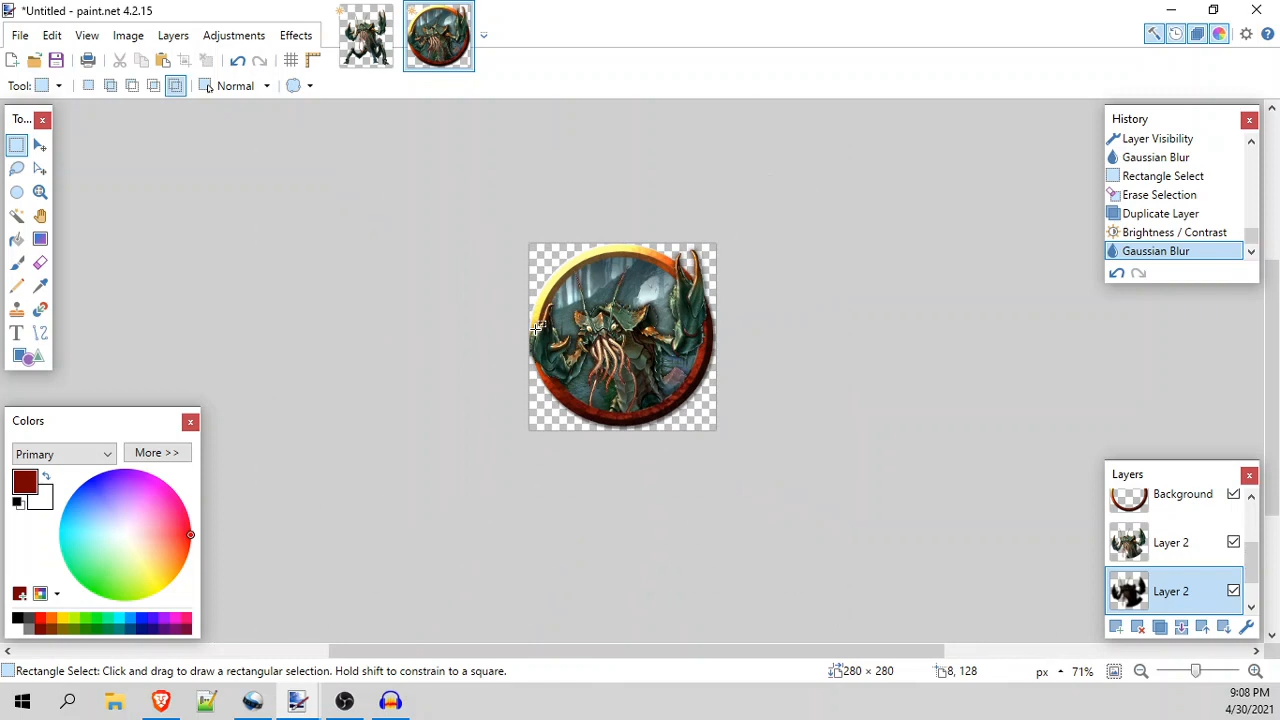 *Untitled - paint.net 4.2.15
File Edit View Image Layers Adjustments Effects
Tool: Normal
To...
History
Layer Visibility
Gaussian Blur
Rectangle Select
Erase Selection
Duplicate Layer
Brightness / Contrast
Gaussian Blur
Colors
Primary
More >>
Layers
Background
Layer 2
Layer 2
Rectangle Select: Click and drag to draw a rectangular selection. Hold shift to constrain to a square.
280 × 280
8, 128
px
71%
9:08 PM
4/30/2021